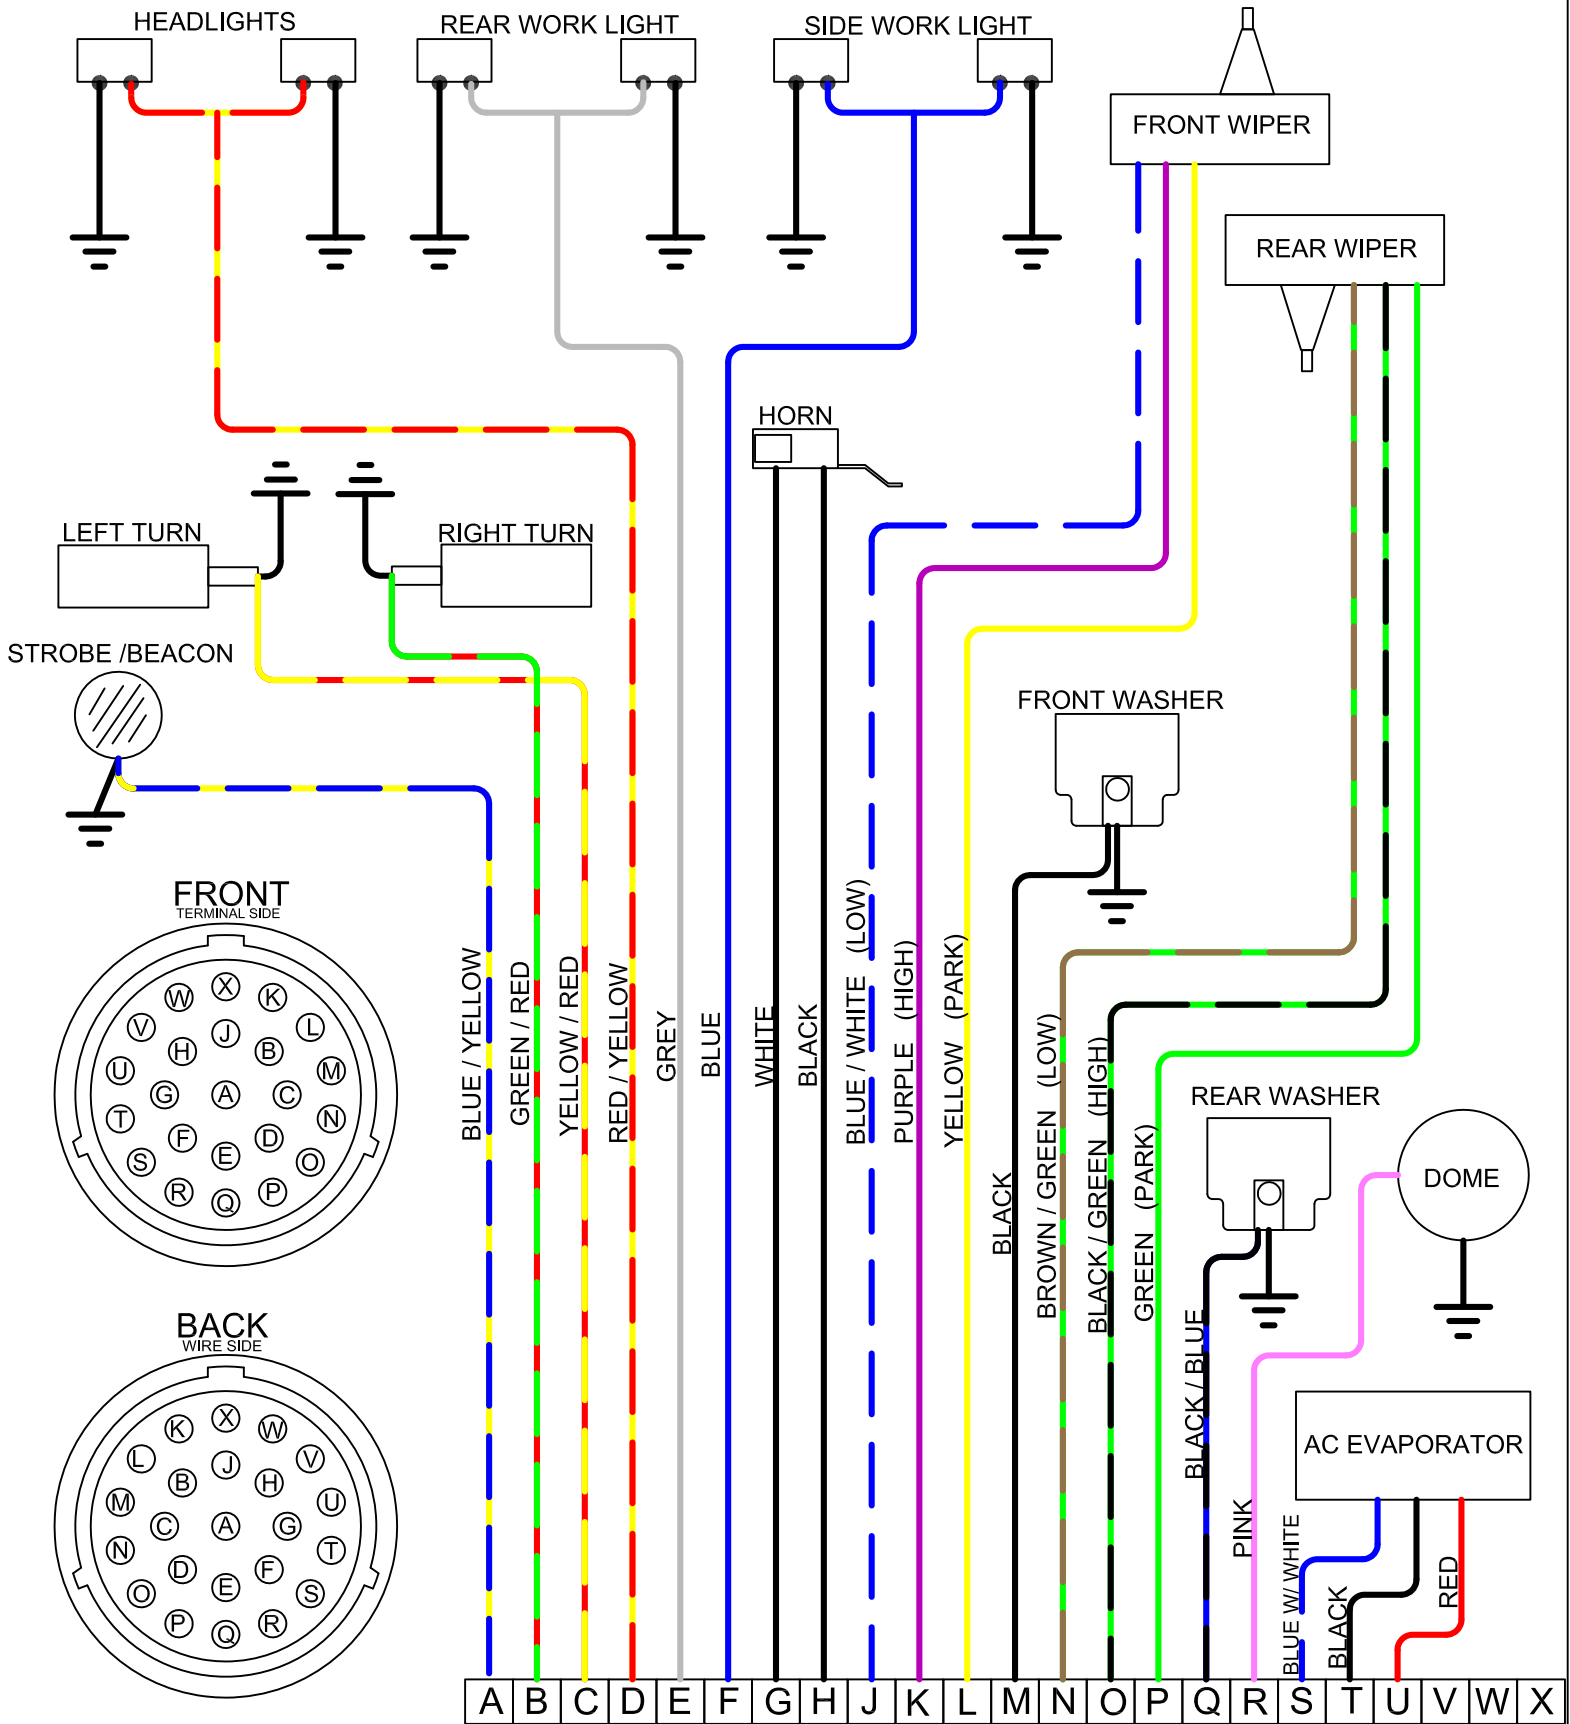 HEADLIGHTS
REAR WORK LIGHT
SIDE WORK LIGHT
FRONT WIPER
REAR WIPER
HORN
LEFT TURN
RIGHT TURN
STROBE /BEACON
FRONT WASHER
FRONT
TERMINAL SIDE
X
W
K
V
L
J
H
B
U
M
G
A
C
T
N
F
D
S
E
O
R
P
Q
BACK
WIRE SIDE
X
K
W
L
V
J
B
H
M
U
C
A
G
N
T
D
F
O
E
S
P
R
Q
BLUE / YELLOW
GREEN / RED
YELLOW / RED
RED / YELLOW
GREY
BLUE
WHITE
BLACK
BLUE / WHITE (LOW)
PURPLE (HIGH)
YELLOW (PARK)
BLACK
BROWN / GREEN (LOW)
BLACK / GREEN (HIGH)
GREEN (PARK)
REAR WASHER
DOME
BLACK / BLUE
PINK
AC EVAPORATOR
BLUE W/ WHITE
BLACK
RED
A B C D E F G H J K L M N O P Q R S T U V W X